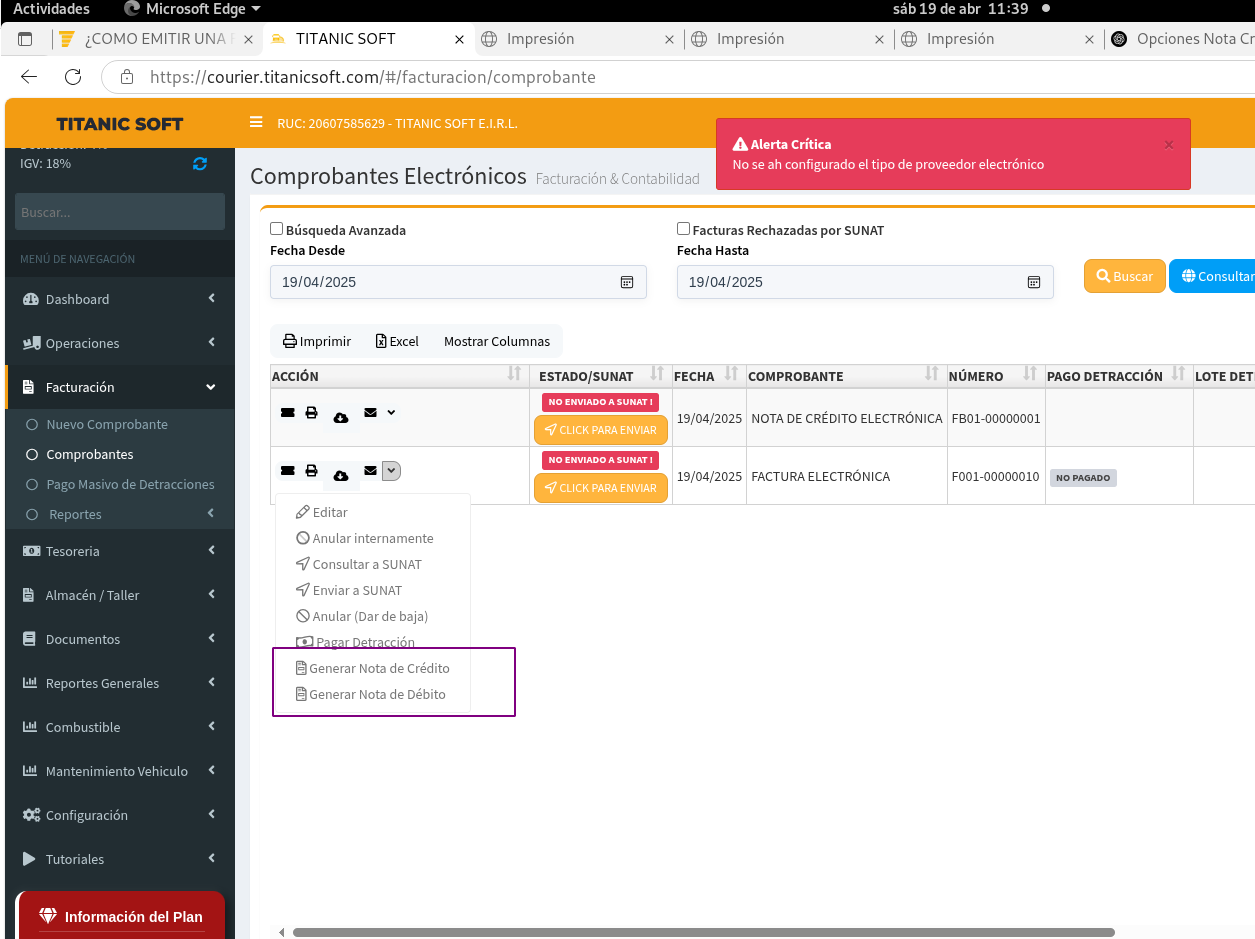 Actividades Microsoft Edge sáb 19 de abr 11:39
¿COMO EMITIR UNA TITANIC SOFT Impresión Impresión Impresión Opciones Nota Cr
https://courier.titanicsoft.com/#/facturacion/comprobante
TITANIC SOFT
RUC: 20607585629 - TITANIC SOFT E.I.R.L.
Alerta Crítica
No se ah configurado el tipo de proveedor electrónico
IGV: 18%
Buscar...
MENÚ DE NAVEGACIÓN
Dashboard
Operaciones
Facturación
Nuevo Comprobante
Comprobantes
Pago Masivo de Detracciones
Reportes
Tesoreria
Almacén / Taller
Documentos
Reportes Generales
Combustible
Mantenimiento Vehiculo
Configuración
Tutoriales
Información del Plan
Comprobantes Electrónicos Facturación & Contabilidad
Búsqueda Avanzada Facturas Rechazadas por SUNAT
Fecha Desde Fecha Hasta
19/04/2025 19/04/2025 Buscar Consultar
Imprimir Excel Mostrar Columnas
ACCIÓN ESTADO/SUNAT FECHA COMPROBANTE NÚMERO PAGO DETRACCIÓN LOTE DET
NO ENVIADO A SUNAT !
CLICK PARA ENVIAR 19/04/2025 NOTA DE CRÉDITO ELECTRÓNICA FB01-00000001
NO ENVIADO A SUNAT !
CLICK PARA ENVIAR 19/04/2025 FACTURA ELECTRÓNICA F001-00000010 NO PAGADO
Editar
Anular internamente
Consultar a SUNAT
Enviar a SUNAT
Anular (Dar de baja)
Pagar Detracción
Generar Nota de Crédito
Generar Nota de Débito